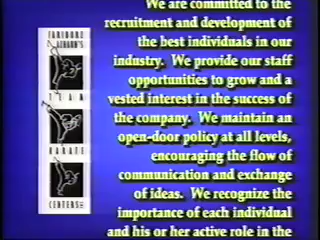 We are committed to the
recruitment and development of
the best individuals in our
industry. We provide our staff
opportunities to grow and a
vested interest in the success of
the company. We maintain an
open-door policy at all levels,
encouraging the flow of
communication and exchange
of ideas. We recognize the
importance of each individual
and his or her active role in the
FARIBORZ
AZHAKH'S
TEAM
KARATE
CENTERS